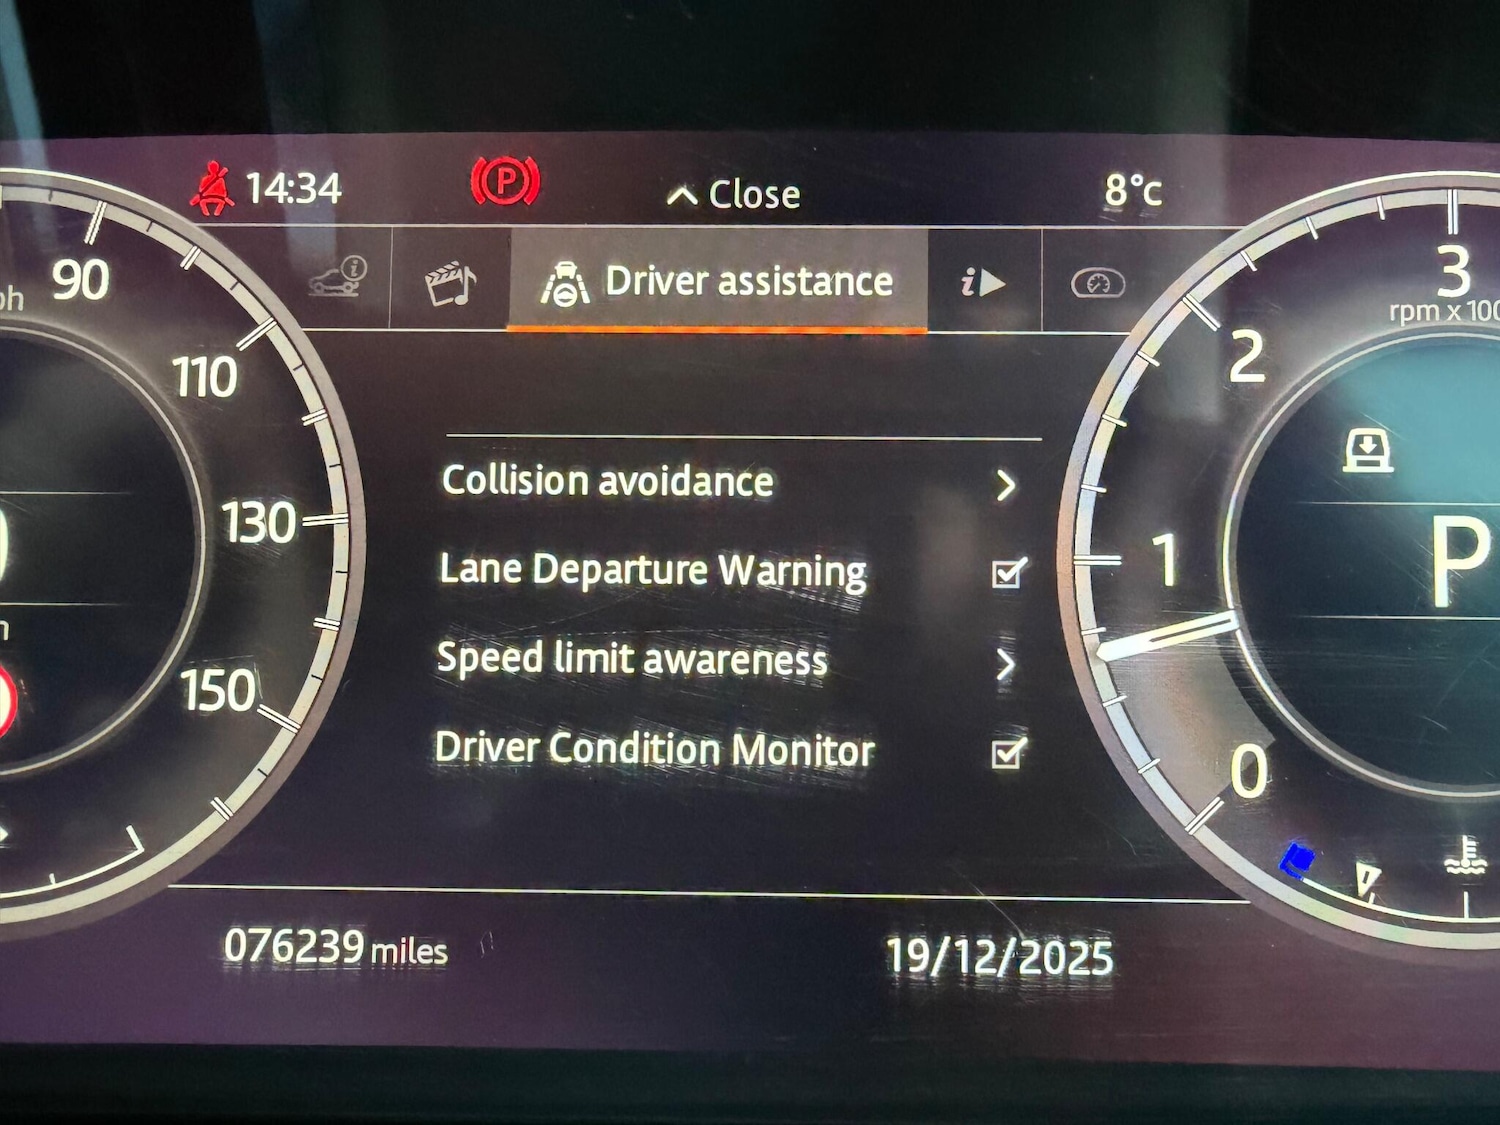 14:34
P
Close
8°c
Driver assistance
90
110
130
150
Collision avoidance
Lane Departure Warning
Speed limit awareness
Driver Condition Monitor
3
rpm x 100
2
1
0
P
076239 miles
19/12/2025